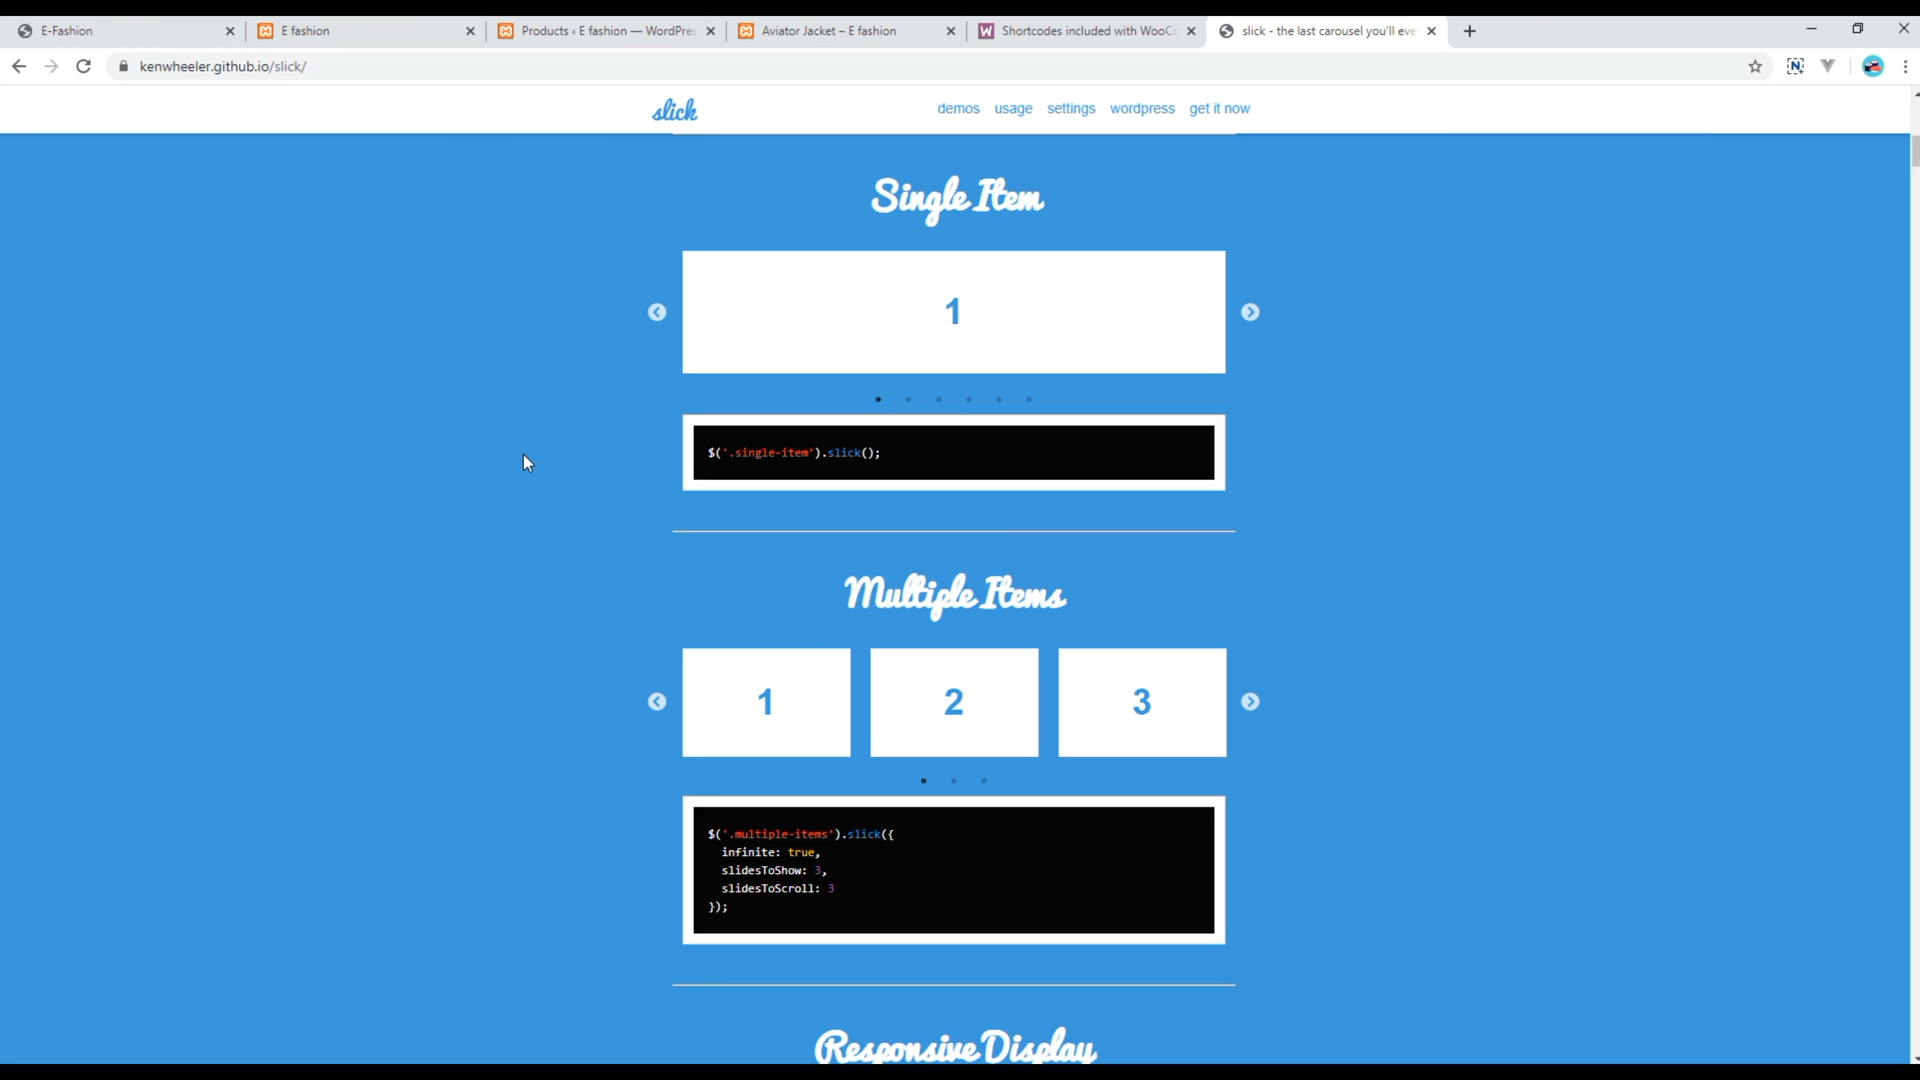 E-Fashion
E fashion
Products ‹ E fashion — WordPres
Aviator Jacket – E fashion
Shortcodes included with WooCo
slick - the last carousel you'll eve
kenwheeler.github.io/slick/
slick
demos usage settings wordpress get it now
Single Item
1
$('.single-item').slick();
Multiple Items
1 2 3
$('.multiple-items').slick({
infinite: true,
slidesToShow: 3,
slidesToScroll: 3
});
Responsive Display